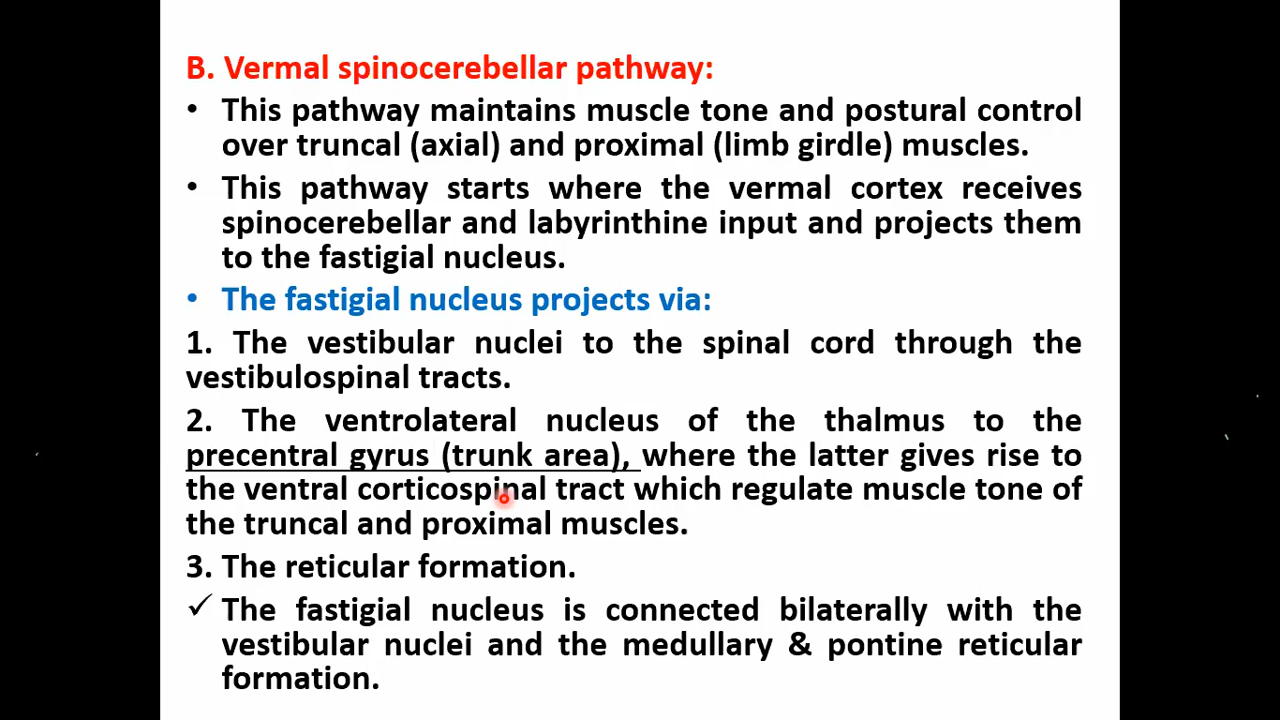 B. Vermal spinocerebellar pathway:
• This pathway maintains muscle tone and postural control
over truncal (axial) and proximal (limb girdle) muscles.
• This pathway starts where the vermal cortex receives
spinocerebellar and labyrinthine input and projects them
to the fastigial nucleus.
• The fastigial nucleus projects via:
1. The vestibular nuclei to the spinal cord through the
vestibulospinal tracts.
2. The ventrolateral nucleus of the thalmus to the
precentral gyrus (trunk area), where the latter gives rise to
the ventral corticospinal tract which regulate muscle tone of
the truncal and proximal muscles.
3. The reticular formation.
✓ The fastigial nucleus is connected bilaterally with the
vestibular nuclei and the medullary & pontine reticular
formation.